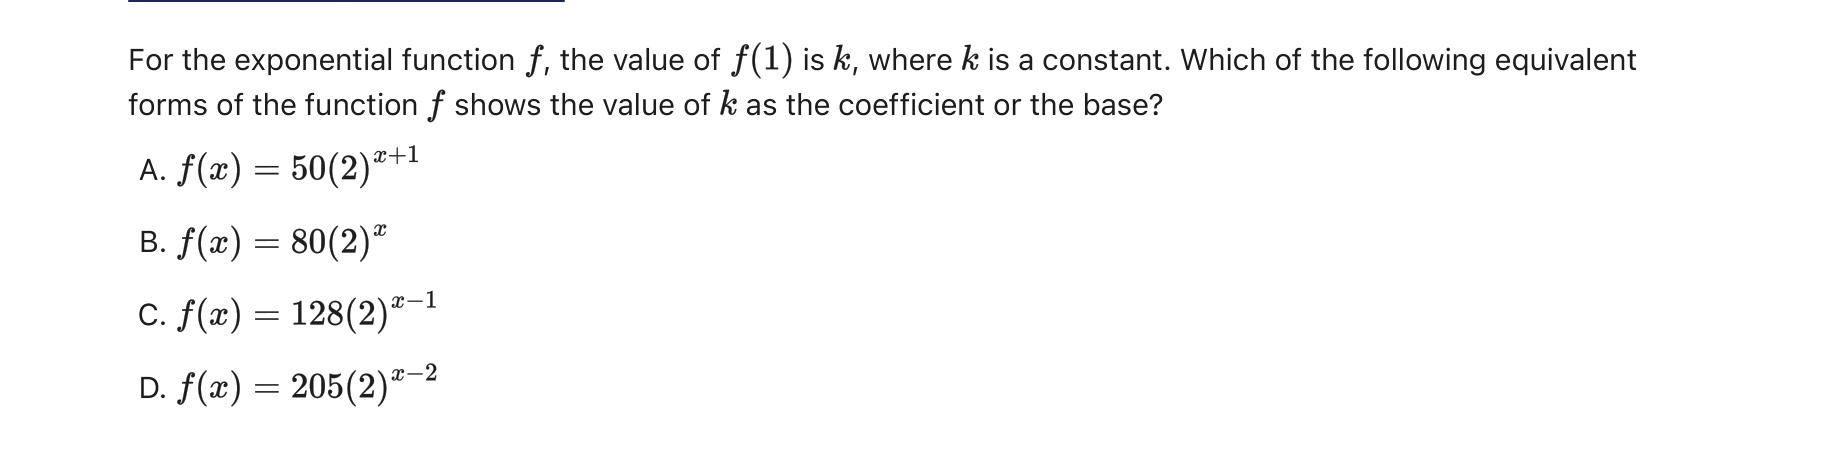 For the exponential function f, the value of f(1) is k, where k is a constant. Which of the following equivalent
forms of the function f shows the value of k as the coefficient or the base?
A. f(x) = 50(2)^{x+1}
B. f(x) = 80(2)^{x}
C. f(x) = 128(2)^{x−1}
D. f(x) = 205(2)^{x−2}